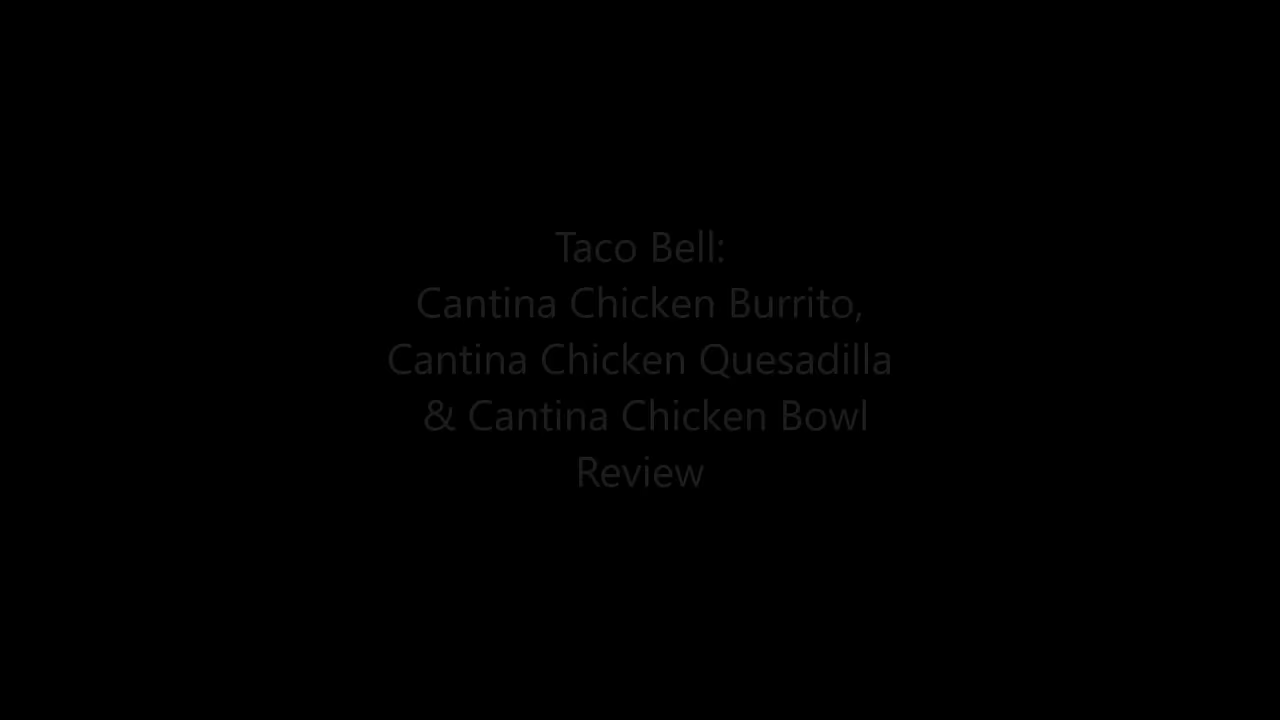 Taco Bell:
Cantina Chicken Burrito,
Cantina Chicken Quesadilla
& Cantina Chicken Bowl
Review